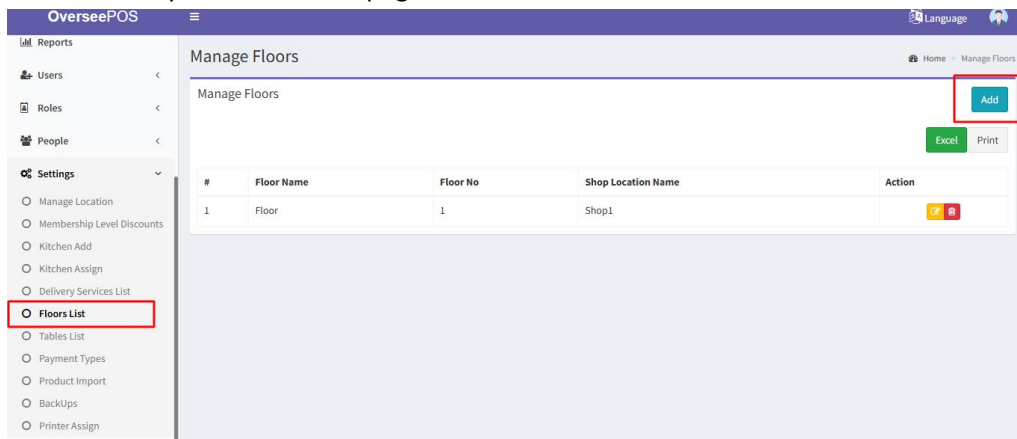 OverseePOS
Language
Reports
Users
Roles
People
Settings
Manage Location
Membership Level Discounts
Kitchen Add
Kitchen Assign
Delivery Services List
Floors List
Tables List
Payment Types
Product Import
BackUps
Printer Assign
Manage Floors
Home > Manage Floors
Manage Floors
Add
Excel Print
# Floor Name Floor No Shop Location Name Action
1 Floor 1 Shop1